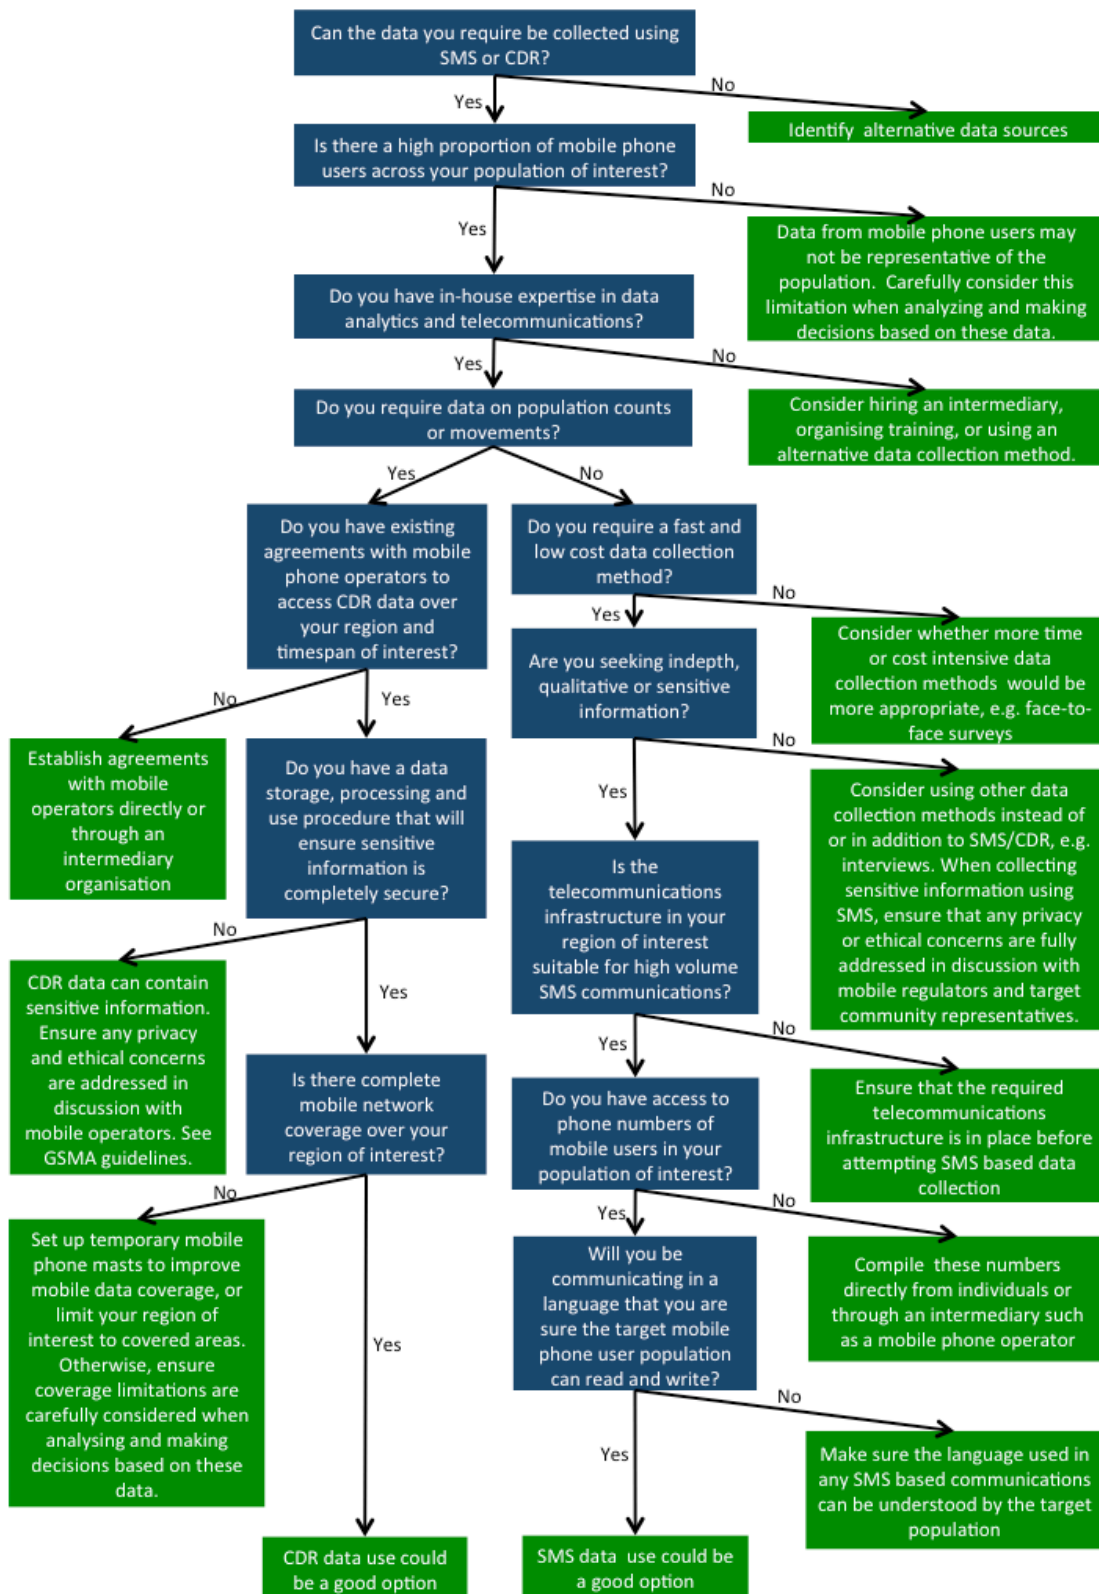 Can the data you require be collected using
SMS or CDR?
No
Yes
Identify alternative data sources
Is there a high proportion of mobile phone
users across your population of interest?
No
Yes
Data from mobile phone users may
not be representative of the
population. Carefully consider this
limitation when analyzing and making
decisions based on these data.
Do you have in-house expertise in data
analytics and telecommunications?
No
Yes
Consider hiring an intermediary,
organising training, or using an
alternative data collection method.
Do you require data on population counts
or movements?
Yes
No
Do you have existing
agreements with mobile
phone operators to
access CDR data over
your region and
timespan of interest?
Do you require a fast and
low cost data collection
method?
No
Yes
Consider whether more time
or cost intensive data
collection methods would be
more appropriate, e.g. face-to-
face surveys
Are you seeking indepth,
qualitative or sensitive
information?
No
Yes
No
Yes
Establish agreements
with mobile
operators directly or
through an
intermediary
organisation
Do you have a data
storage, processing and
use procedure that will
ensure sensitive
information is
completely secure?
Consider using other data
collection methods instead of
or in addition to SMS/CDR, e.g.
interviews. When collecting
sensitive information using
SMS, ensure that any privacy
or ethical concerns are fully
addressed in discussion with
mobile regulators and target
community representatives.
Is the
telecommunications
infrastructure in your
region of interest
suitable for high volume
SMS communications?
No
Yes
No
Yes
CDR data can contain
sensitive information.
Ensure any privacy
and ethical concerns
are addressed in
discussion with
mobile operators. See
GSMA guidelines.
Is there complete
mobile network
coverage over your
region of interest?
Do you have access to
phone numbers of
mobile users in your
population of interest?
Ensure that the required
telecommunications
infrastructure is in place before
attempting SMS based data
collection
No
Yes
No
Yes
Set up temporary mobile
phone masts to improve
mobile data coverage, or
limit your region of
interest to covered areas.
Otherwise, ensure
coverage limitations are
carefully considered when
analysing and making
decisions based on these
data.
Will you be
communicating in a
language that you are
sure the target mobile
phone user population
can read and write?
Compile these numbers
directly from individuals or
through an intermediary such
as a mobile phone operator
No
Yes
Make sure the language used in
any SMS based communications
can be understood by the target
population
CDR data use could
be a good option
SMS data use could be
a good option